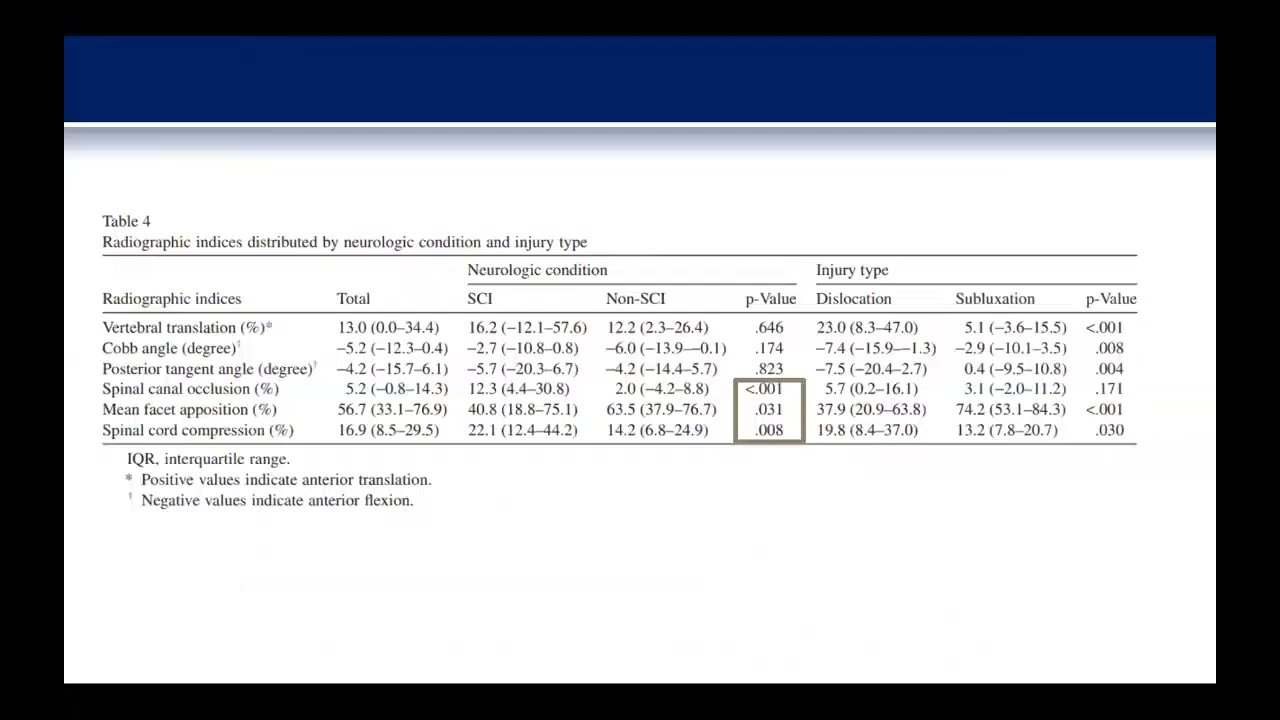 Table 4
Radiographic indices distributed by neurologic condition and injury type
Neurologic condition Injury type
Radiographic indices Total SCI Non-SCI p-Value Dislocation Subluxation p-Value
Vertebral translation (%)* 13.0 (0.0–34.4) 16.2 (−12.1–57.6) 12.2 (2.3–26.4) .646 23.0 (8.3–47.0) 5.1 (−3.6–15.5) <.001
Cobb angle (degree)† −5.2 (−12.3–0.4) −2.7 (−10.8–0.8) −6.0 (−13.9–−0.1) .174 −7.4 (−15.9–−1.3) −2.9 (−10.1–3.5) .008
Posterior tangent angle (degree)† −4.2 (−15.7–6.1) −5.7 (−20.3–6.7) −4.2 (−14.4–5.7) .823 −7.5 (−20.4–2.7) 0.4 (−9.5–10.8) .004
Spinal canal occlusion (%) 5.2 (−0.8–14.3) 12.3 (4.4–30.8) 2.0 (−4.2–8.8) <.001 5.7 (0.2–16.1) 3.1 (−2.0–11.2) .171
Mean facet apposition (%) 56.7 (33.1–76.9) 40.8 (18.8–75.1) 63.5 (37.9–76.7) .031 37.9 (20.9–63.8) 74.2 (53.1–84.3) <.001
Spinal cord compression (%) 16.9 (8.5–29.5) 22.1 (12.4–44.2) 14.2 (6.8–24.9) .008 19.8 (8.4–37.0) 13.2 (7.8–20.7) .030
IQR, interquartile range.
* Positive values indicate anterior translation.
† Negative values indicate anterior flexion.